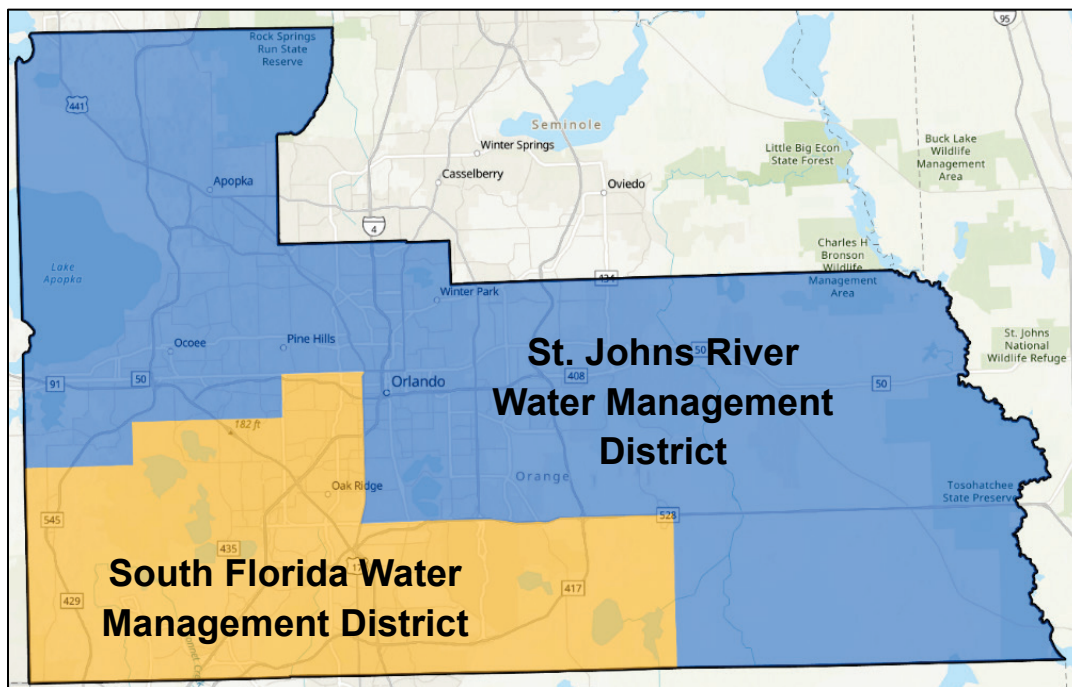 Rock Springs
Run State
Reserve
95
441
Seminole
Winter Springs
Little Big Econ
State Forest
Buck Lake
Wildlife
Management
Area
Apopka
Casselberry
Oviedo
4
Charles H
Bronson
Wildlife
Management
Area
Lake
Apopka
434
Winter Park
Ocoee
Pine Hills
St. Johns
National
Wildlife Refuge
St. Johns River
Water Management
District
50
91
50
408
50
Orlando
182 ft
Orange
Oak Ridge
Tosohatchee
State Preserve
545
528
435
17
South Florida Water
Management District
417
429